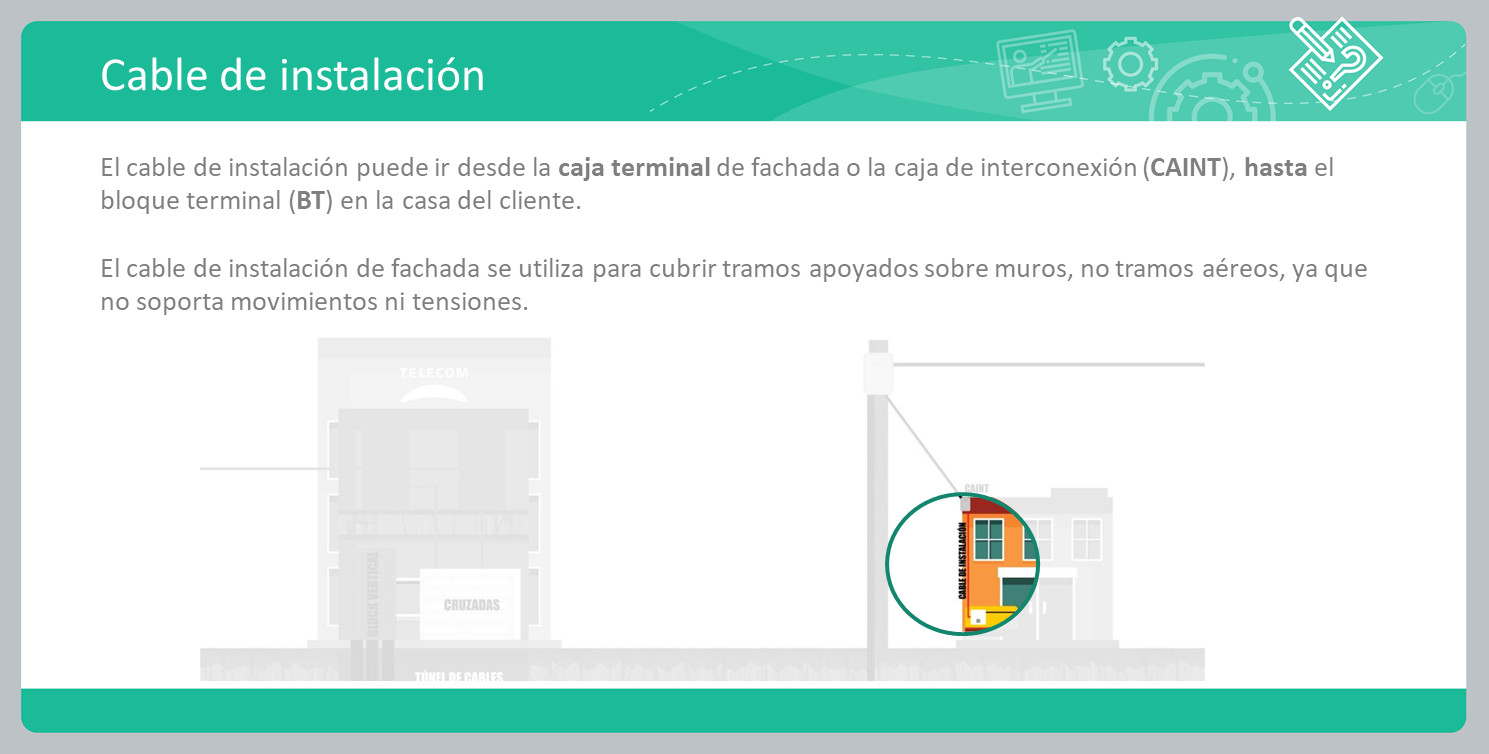 Cable de instalación
El cable de instalación puede ir desde la caja terminal de fachada o la caja de interconexión (CAINT), hasta el
bloque terminal (BT) en la casa del cliente.
El cable de instalación de fachada se utiliza para cubrir tramos apoyados sobre muros, no tramos aéreos, ya que
no soporta movimientos ni tensiones.
TELECOM
CAINT
CABLE DE INSTALACIÓN
BLOCK VERTICAL
CRUZADAS
TÚNEL DE CABLES